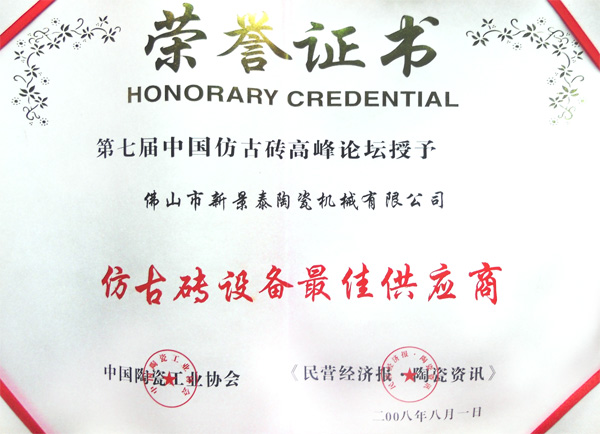 荣誉证书
HONORARY CREDENTIAL
第七届中国仿古砖高峰论坛授予
佛山市新景泰陶瓷机械有限公司
仿古砖设备最佳供应商
中国陶瓷工业协会 《民营经济报·陶瓷资讯》
二00八年八月一日